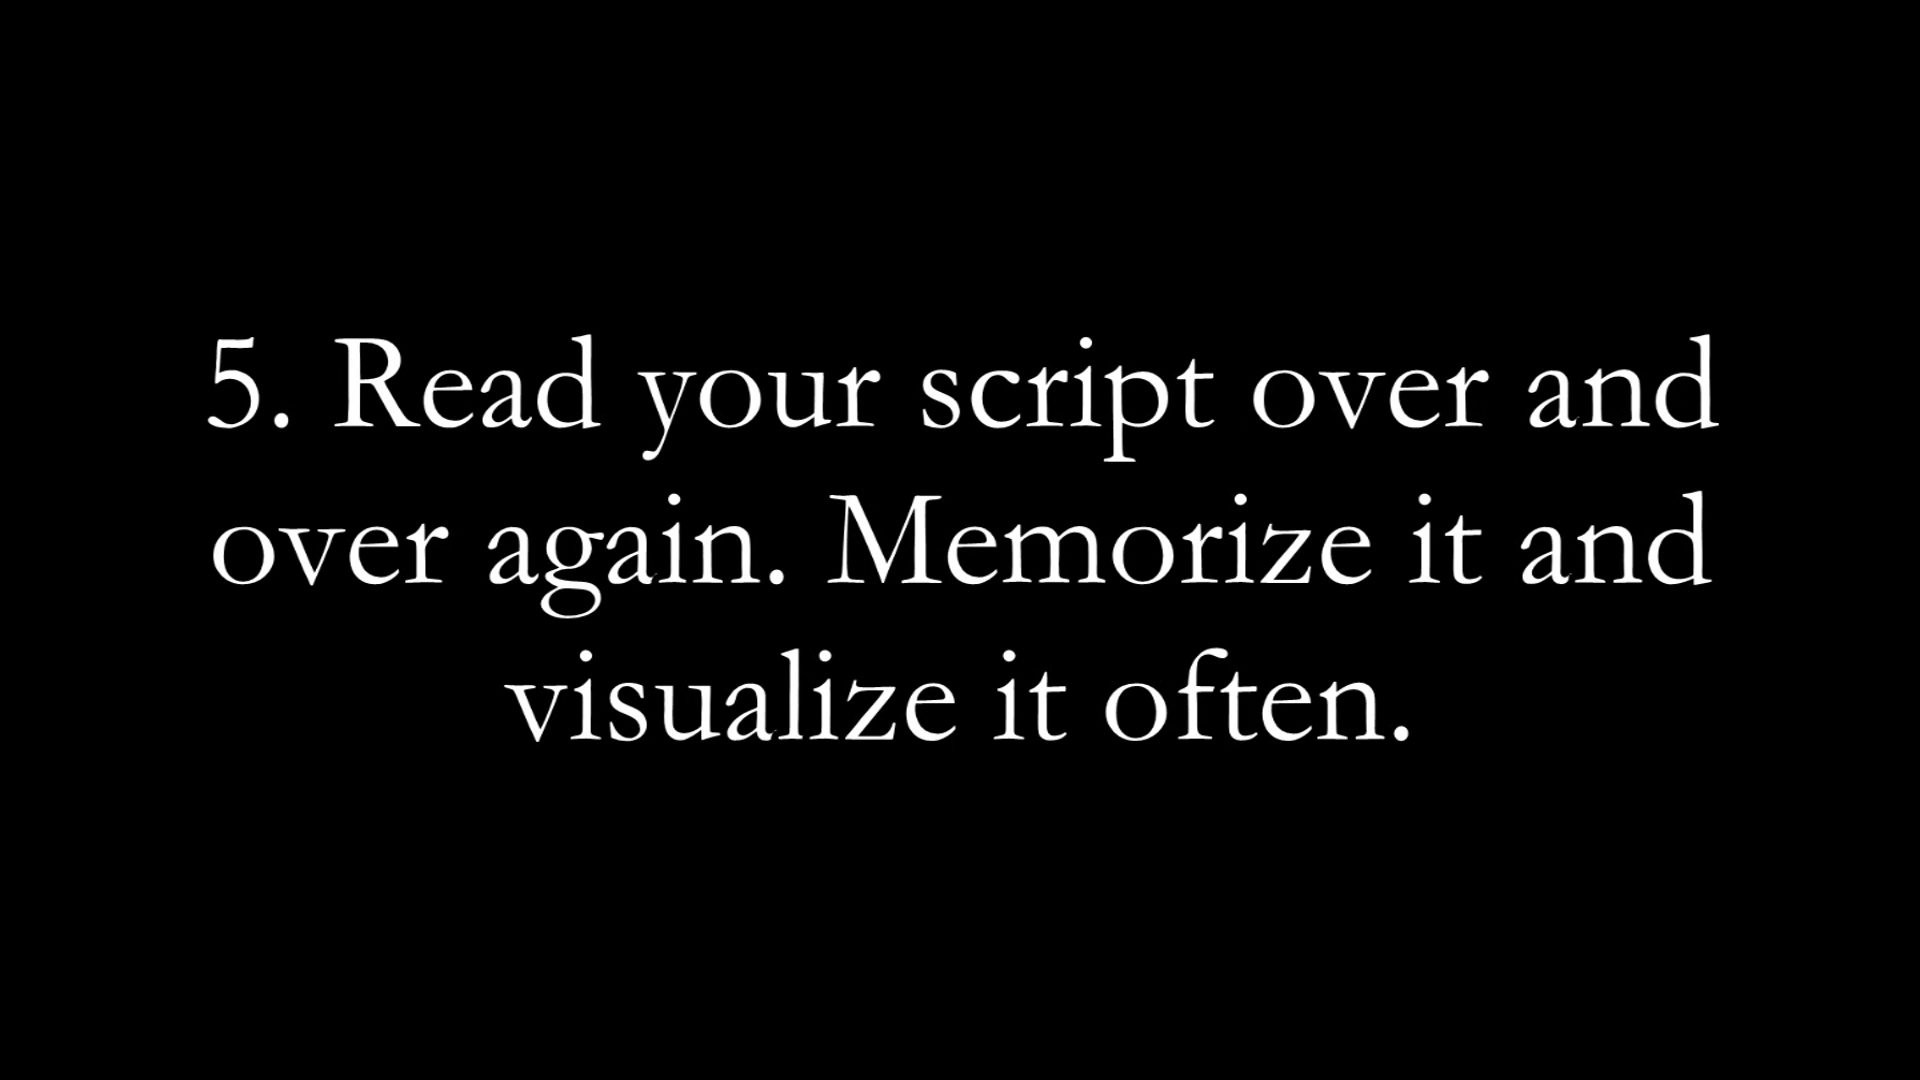 5. Read your script over and
over again. Memorize it and
visualize it often.